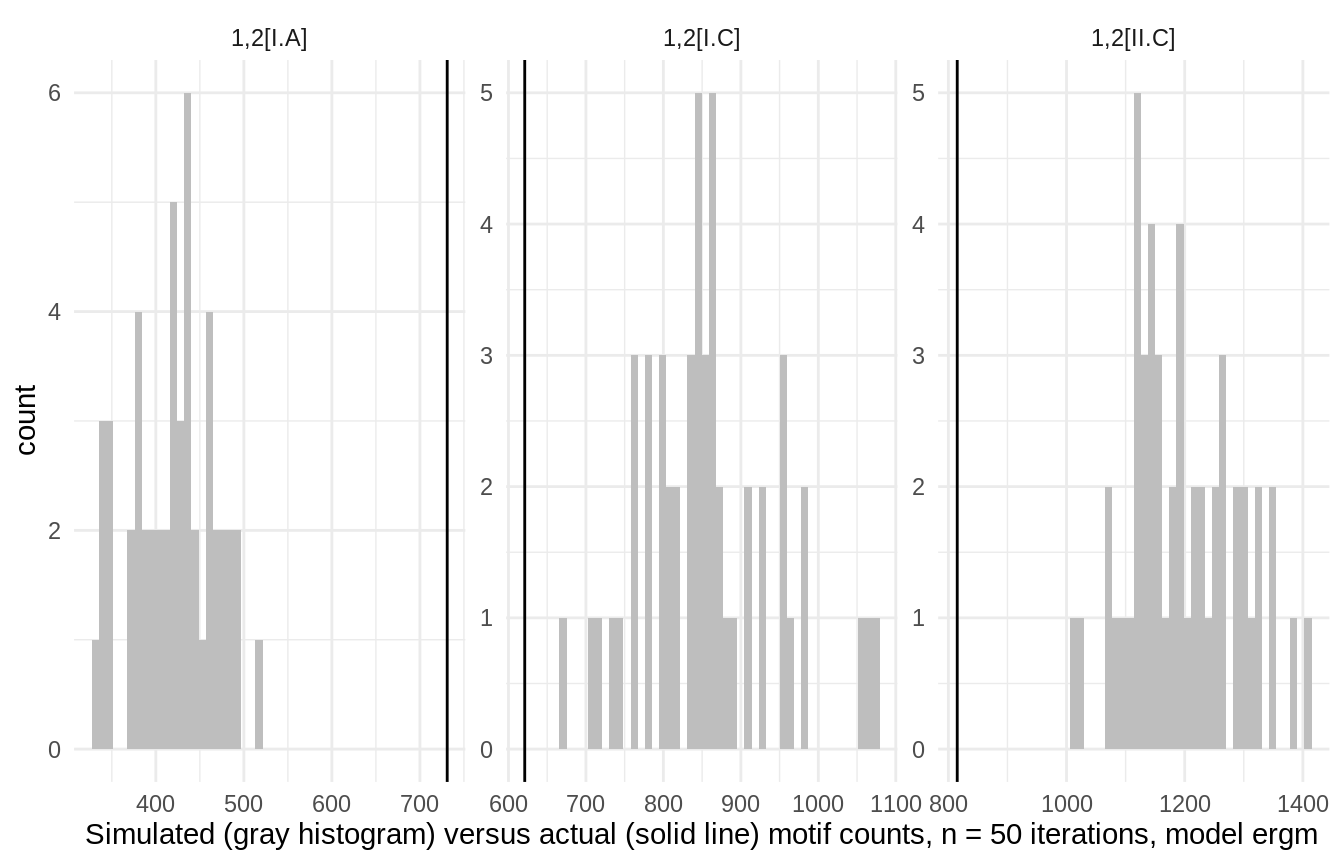 1,2[I.A] 1,2[I.C] 1,2[II.C]
6 5 5
4 4
4
3 3
count
2 2 2
1 1
0 0 0
400 500 600 700 600 700 800 900 1000 1100 800 1000 1200 1400
Simulated (gray histogram) versus actual (solid line) motif counts, n = 50 iterations, model ergm